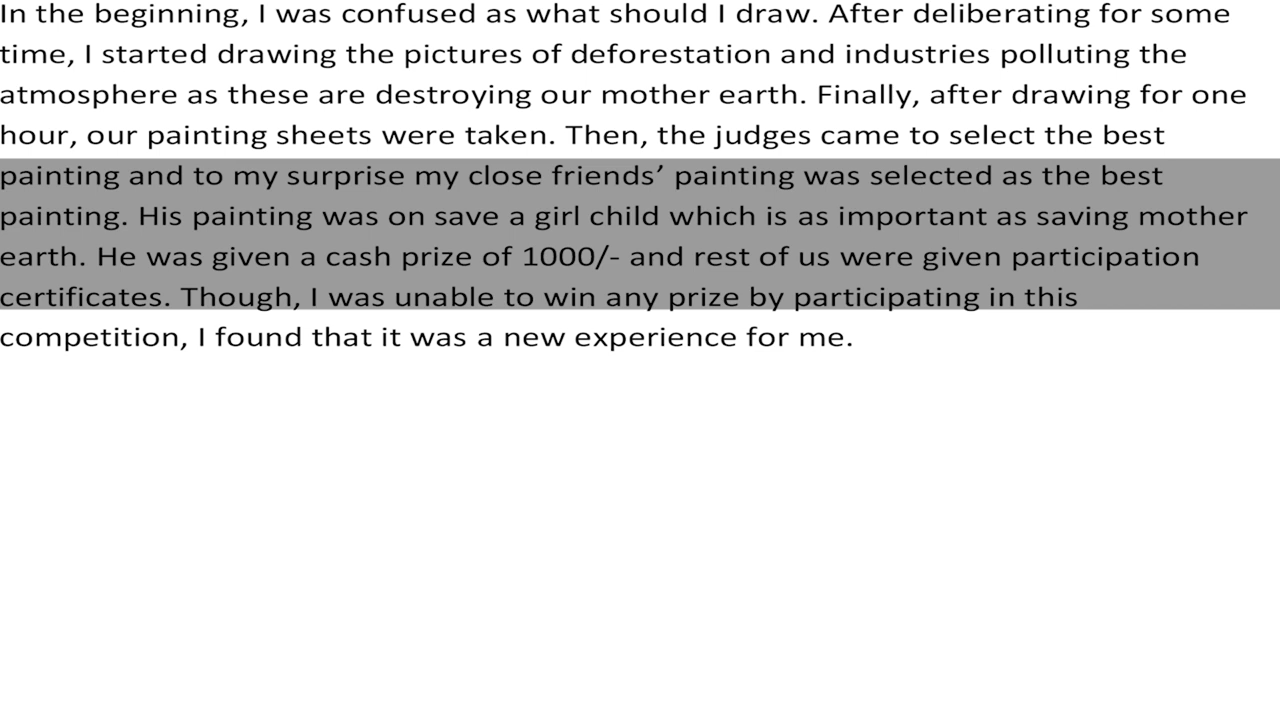 In the beginning, I was confused as what should I draw. After deliberating for some
time, I started drawing the pictures of deforestation and industries polluting the
atmosphere as these are destroying our mother earth. Finally, after drawing for one
hour, our painting sheets were taken. Then, the judges came to select the best
painting and to my surprise my close friends’ painting was selected as the best
painting. His painting was on save a girl child which is as important as saving mother
earth. He was given a cash prize of 1000/- and rest of us were given participation
certificates. Though, I was unable to win any prize by participating in this
competition, I found that it was a new experience for me.